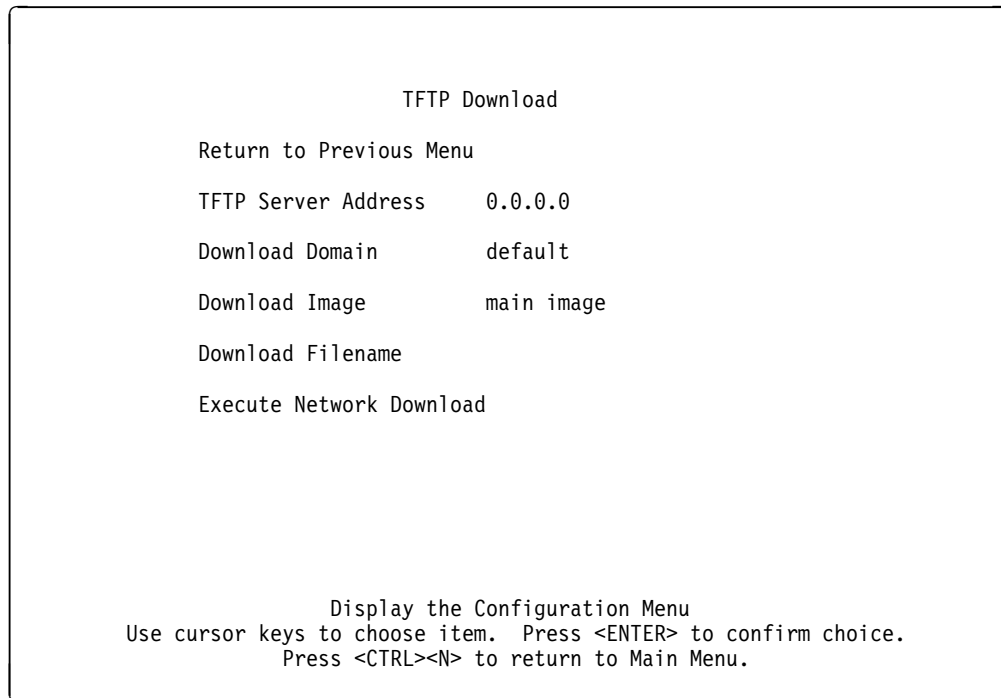 TFTP Download
Return to Previous Menu
TFTP Server Address 0.0.0.0
Download Domain default
Download Image main image
Download Filename
Execute Network Download
Display the Configuration Menu
Use cursor keys to choose item. Press <ENTER> to confirm choice.
Press <CTRL><N> to return to Main Menu.